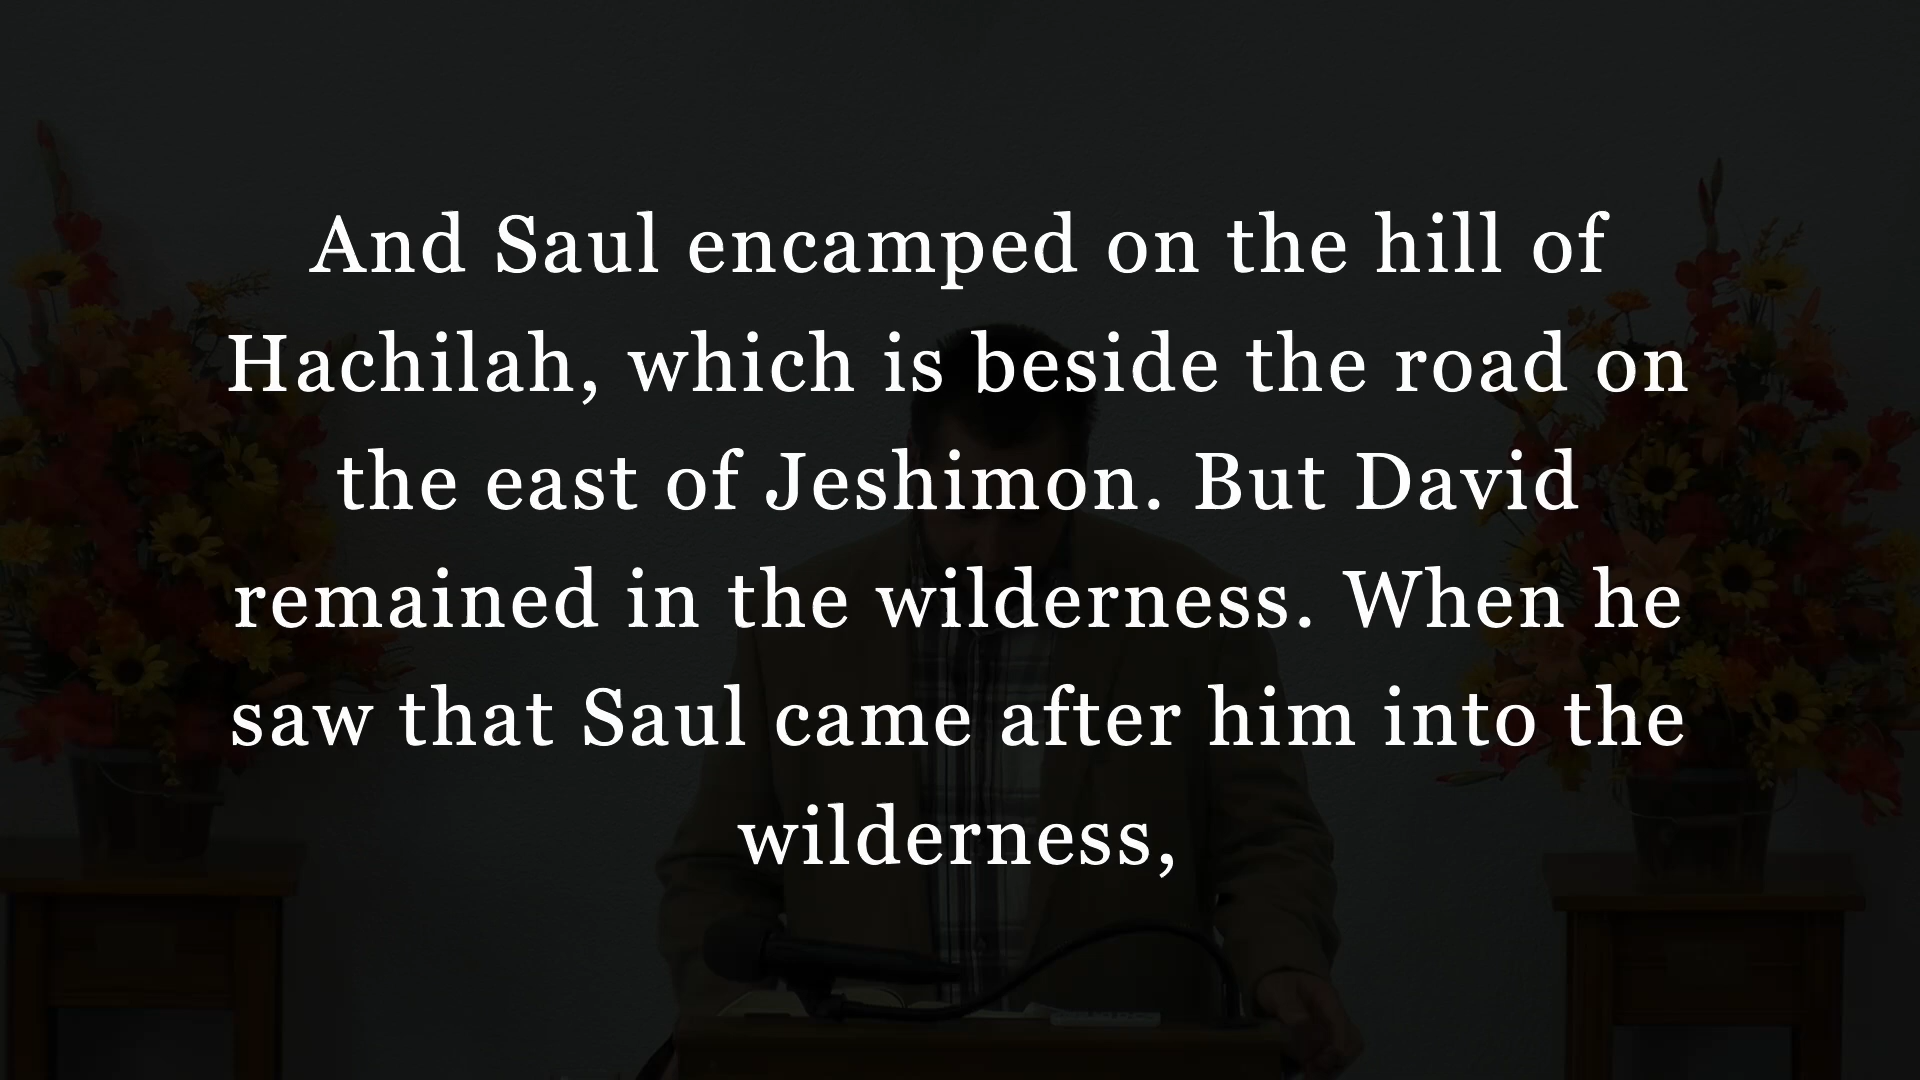 And Saul encamped on the hill of
Hachilah, which is beside the road on
the east of Jeshimon. But David
remained in the wilderness. When he
saw that Saul came after him into the
wilderness,